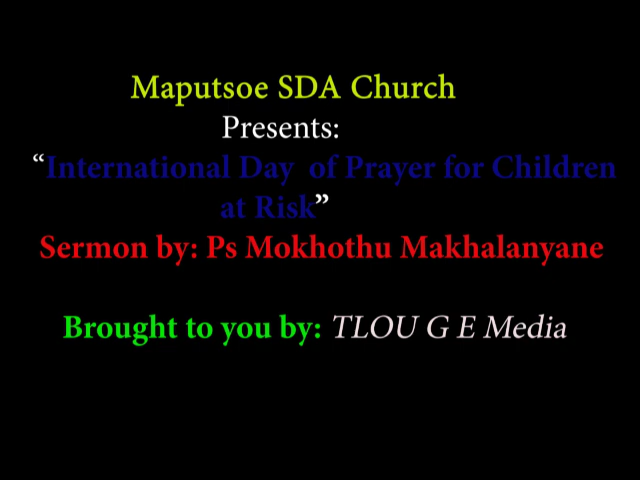 Maputsoe SDA Church
Presents:
“International Day  of Prayer for Children
at Risk”
Sermon by: Ps Mokhothu Makhalanyane
Brought to you by: TLOU G E Media